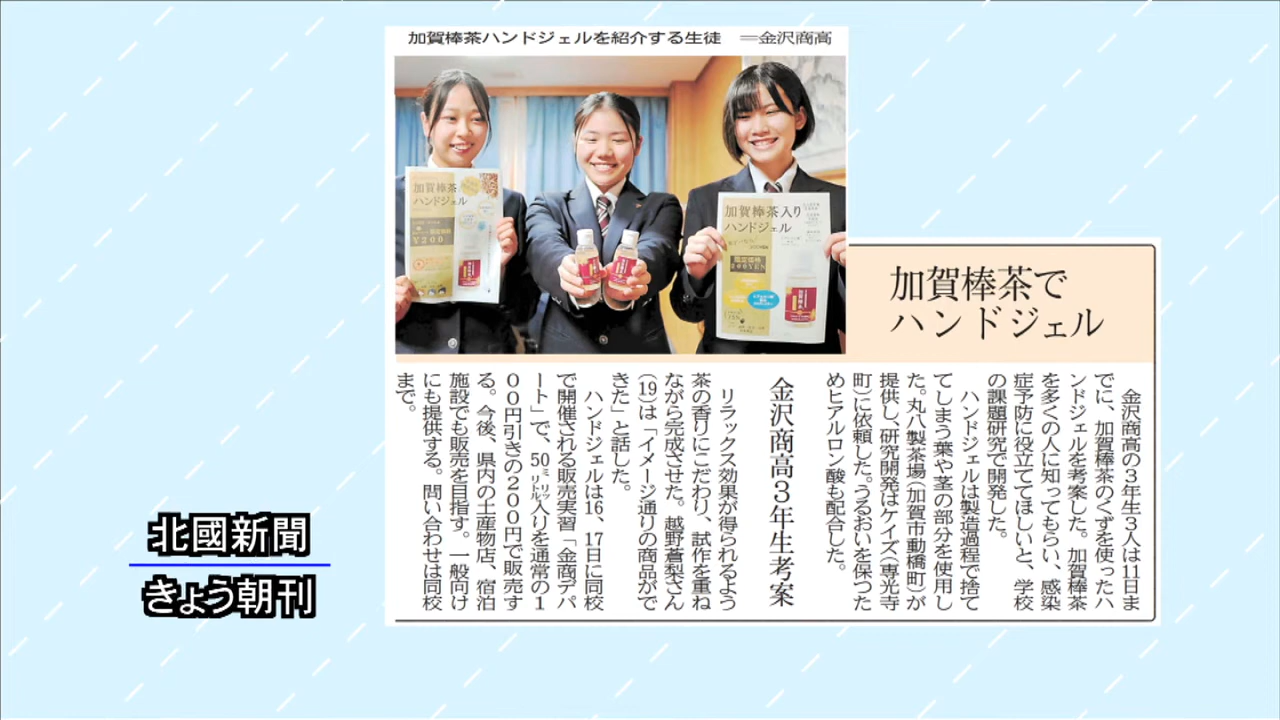 加賀棒茶ハンドジェルを紹介する生徒　＝金沢商高
加賀棒茶
ハンドジェル
¥200
加賀棒茶入り
ハンドジェル
200YEN
加賀棒茶で
ハンドジェル
金沢商高3年生考案
金沢商高の3年生3人は11日ま
でに、加賀棒茶のくずを使ったハ
ンドジェルを考案した。加賀棒茶
を多くの人に知ってもらい、感染
症予防に役立ててほしいと、学校
の課題研究で開発した。
ハンドジェルは製造過程で捨て
てしまう葉や茎の部分を使用し
た。丸八製茶場(加賀市動橋町)が
提供し、研究開発はケイズ(専光寺
町)に依頼した。うるおいを保つた
めヒアルロン酸も配合した。
リラックス効果が得られるよう
茶の香りにこだわり、試作を重ね
ながら完成させた。越野蒼梨さん
(19)は「イメージ通りの商品がで
きた」と話した。
ハンドジェルは16、17日に同校
で開催される販売実習「金商デパ
ート」で、50ミリリットル入りを通常の1
00円引きの200円で販売す
る。今後、県内の土産物店、宿泊
施設でも販売を目指す。一般向け
にも提供する。問い合わせは同校
まで。
北國新聞
きょう朝刊